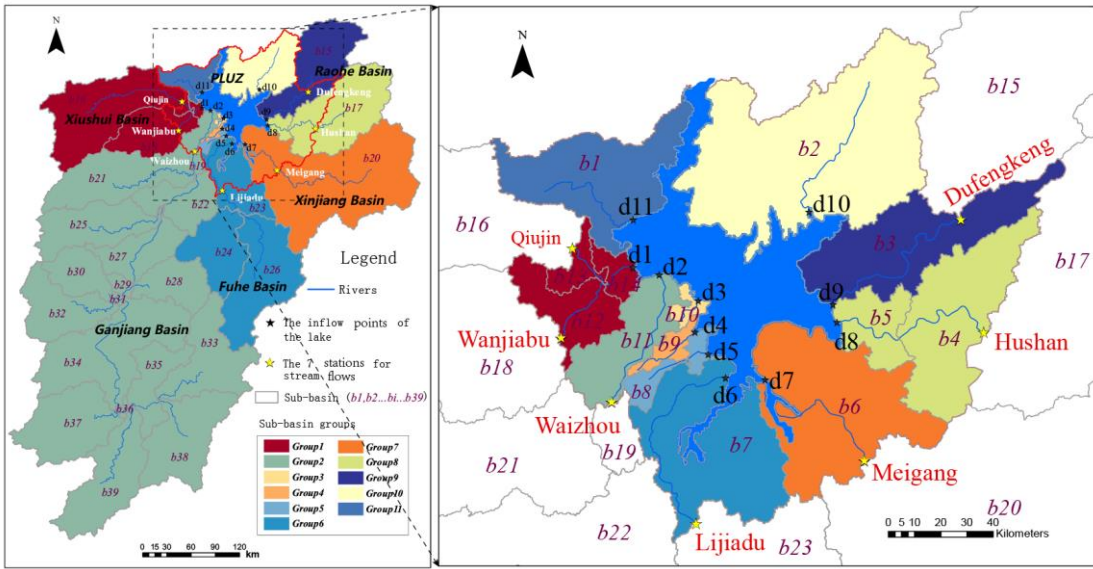 N
b15
Raohe Basin
PLUZ
d10
d11
Dufengkeng
Qiujin
d1
d2
b17
Xiushui Basin
d3
d9
d4
d8
Hushan
Wanjiabu
d5
d6
d7
Waizhou
b19
b20
b21
Meigang
Xinjiang Basin
Lijiadu
b22
b23
b25
b24
b26
Legend
b27
b30
b28
Fuhe Basin
Rivers
b29
b31
b32
The inflow points of
the lake
Ganjiang Basin
b33
b34
b35
The 7 stations for
stream flows
b36
Sub-basin (b1,b2...bi...b39)
b37
Sub-basin groups
b38
Group1
Group7
Group2
Group8
Group3
Group9
Group4
Group10
Group5
Group11
Group6
b39
0 15 30 60 90 120
km
N
b15
b1
b2
Dufengkeng
d11
d10
b16
Qiujin
b3
b17
d1
d2
d3
d9
b10
d4
d8
b5
b4
Hushan
Wanjiabu
b11
b9
d5
b18
b8
d6
d7
b6
Waizhou
b19
b7
b21
Meigang
b20
b22
Lijiadu
b23
0 5 10 20 30 40
Kilometers